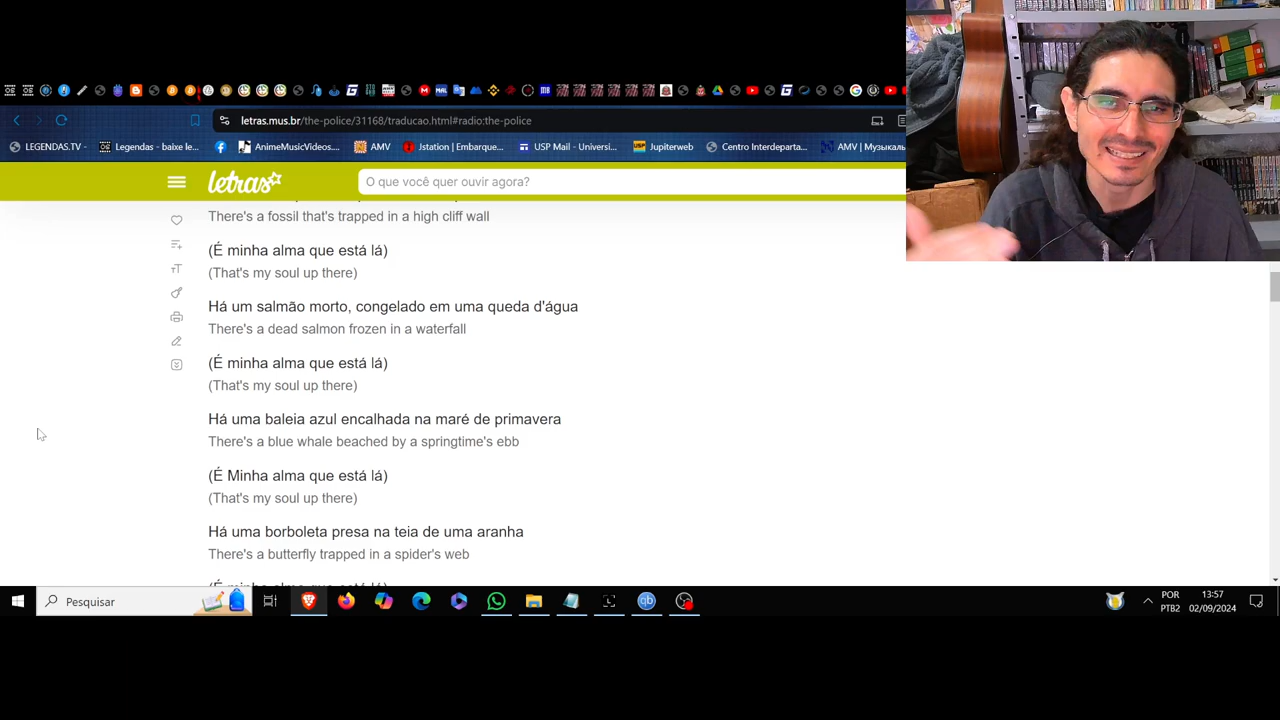 letras.mus.br/the-police/31168/traducao.html#radio:the-police
LEGENDAS.TV -
Legendas - baixe le...
AnimeMusicVideos...
AMV
Jstation | Embarque...
USP Mail - Universi...
Jupiterweb
Centro Interdeparta...
AMV | Музыкаль
letras
O que você quer ouvir agora?
There's a fossil that's trapped in a high cliff wall
(É minha alma que está lá)
(That's my soul up there)
Há um salmão morto, congelado em uma queda d'água
There's a dead salmon frozen in a waterfall
(É minha alma que está lá)
(That's my soul up there)
Há uma baleia azul encalhada na maré de primavera
There's a blue whale beached by a springtime's ebb
(É Minha alma que está lá)
(That's my soul up there)
Há uma borboleta presa na teia de uma aranha
There's a butterfly trapped in a spider's web
(É minha alma que está lá)
Pesquisar
POR
PTB2
13:57
02/09/2024